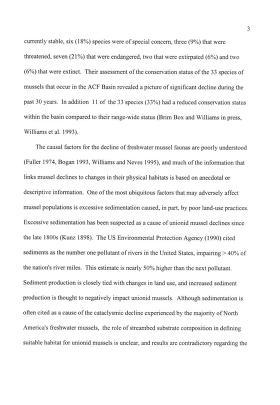 3
currently stable, six (18%) species were of special concern, three (9%) that were
threatened, seven (21%) that were endangered, two that were extirpated (6%) and two
(6%) that were extinct. Their assessment of the conservation status of the 33 species of
mussels that occur in the ACF Basin revealed a picture of significant decline during the
past 30 years. In addition 11 of the 33 species (33%) had a reduced conservation status
within the basin compared to their range-wide status (Brim Box and Williams in press,
Williams et al. 1993).
The causal factors for the decline of freshwater mussel faunas are poorly understood
(Fuller 1974, Bogan 1993, Williams and Neves 1995), and much of the information that
links mussel declines to changes in their physical habitats is based on anecdotal or
descriptive information. One of the most ubiquitous factors that may adversely affect
mussel populations is excessive sedimentation caused, in part, by poor land-use practices.
Excessive sedimentation has been suspected as a cause of unionid mussel declines since
the late 1800s (Kunz 1898). The US Environmental Protection Agency (1990) cited
sediments as the number one pollutant of rivers in the United States, impairing > 40% of
the nation's river miles. This estimate is nearly 50% higher than the next pollutant.
Sediment production is closely tied with changes in land use, and increased sediment
production is thought to negatively impact unionid mussels. Although sedimentation is
often cited as a cause of the cataclysmic decline experienced by the majority of North
America's freshwater mussels, the role of streambed substrate composition in defining
suitable habitat for unionid mussels is unclear, and results are contradictory regarding the